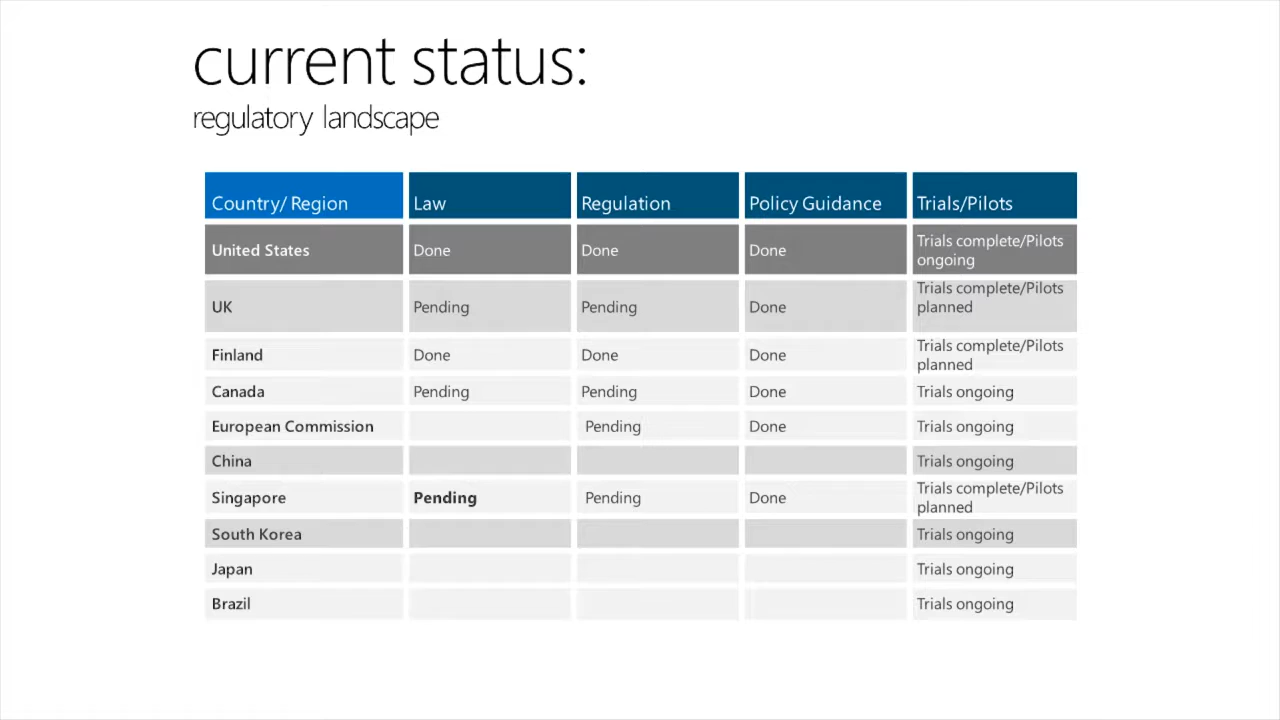 current status:
regulatory landscape
Country/ Region Law Regulation Policy Guidance Trials/Pilots
United States Done Done Done Trials complete/Pilots
ongoing
UK Pending Pending Done Trials complete/Pilots
planned
Finland Done Done Done Trials complete/Pilots
planned
Canada Pending Pending Done Trials ongoing
European Commission Pending Done Trials ongoing
China Trials ongoing
Singapore Pending Pending Done Trials complete/Pilots
planned
South Korea Trials ongoing
Japan Trials ongoing
Brazil Trials ongoing